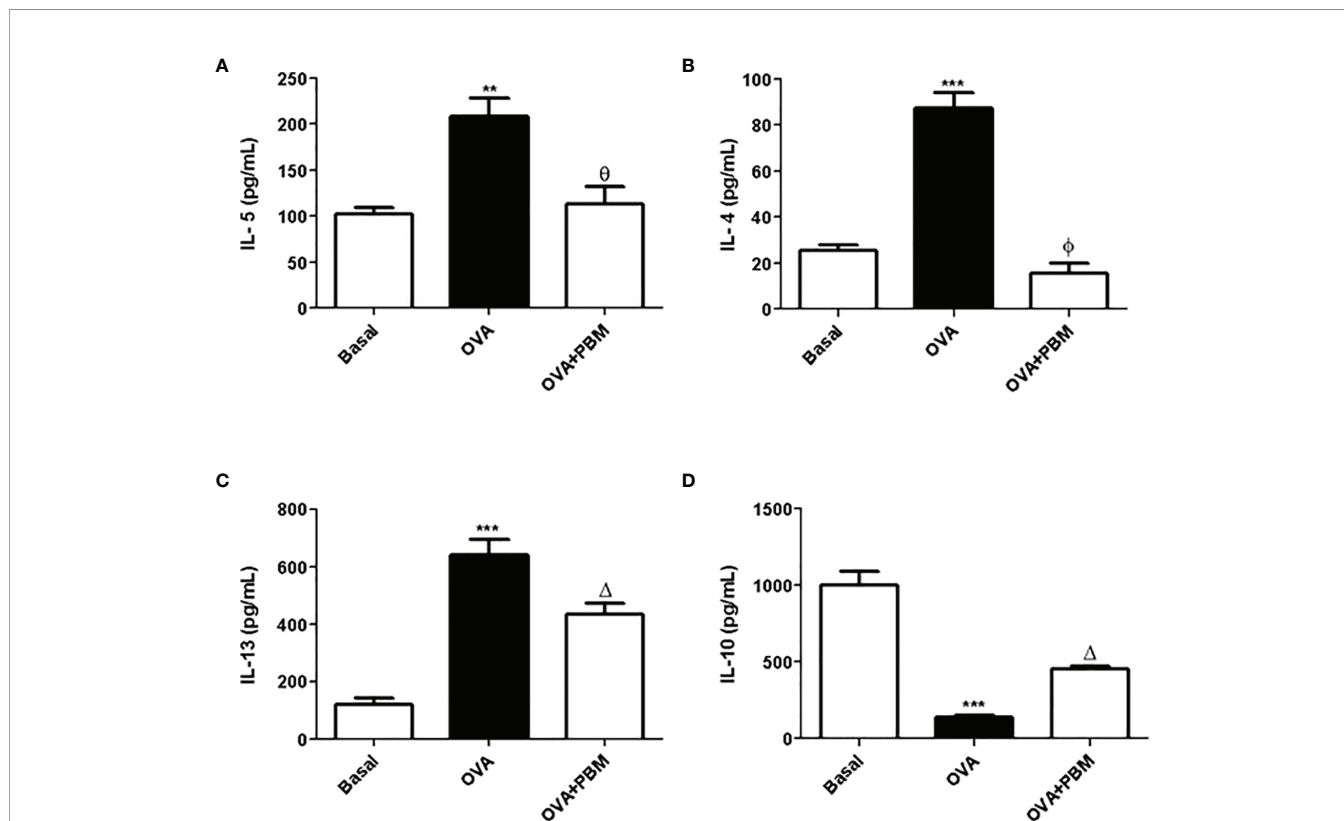 A
IL- 5 (pg/mL)
250
200
150
100
50
0
**
θ
Basal
OVA
OVA+PBM
B
IL- 4 (pg/mL)
100
80
60
40
20
0
***
ϕ
Basal
OVA
OVA+PBM
C
IL-13 (pg/mL)
800
600
400
200
0
***
Δ
Basal
OVA
OVA+PBM
D
IL-10 (pg/mL)
1500
1000
500
0
***
Δ
Basal
OVA
OVA+PBM